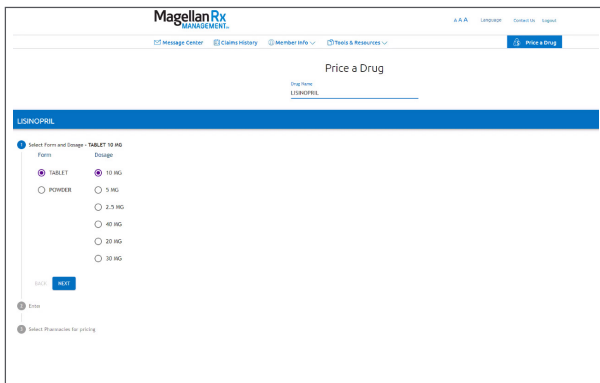 MagellanRx
MANAGEMENT
A A A Language Contact Us Logout
Message Center Claims History Member Info Tools & Resources Price a Drug
Price a Drug
Drug Name
LISINOPRIL
LISINOPRIL
1 Select Form and Dosage - TABLET 10 MG
Form Dosage
TABLET 10 MG
POWDER 5 MG
2.5 MG
40 MG
20 MG
30 MG
BACK NEXT
2 Enter
3 Select Pharmacies for pricing